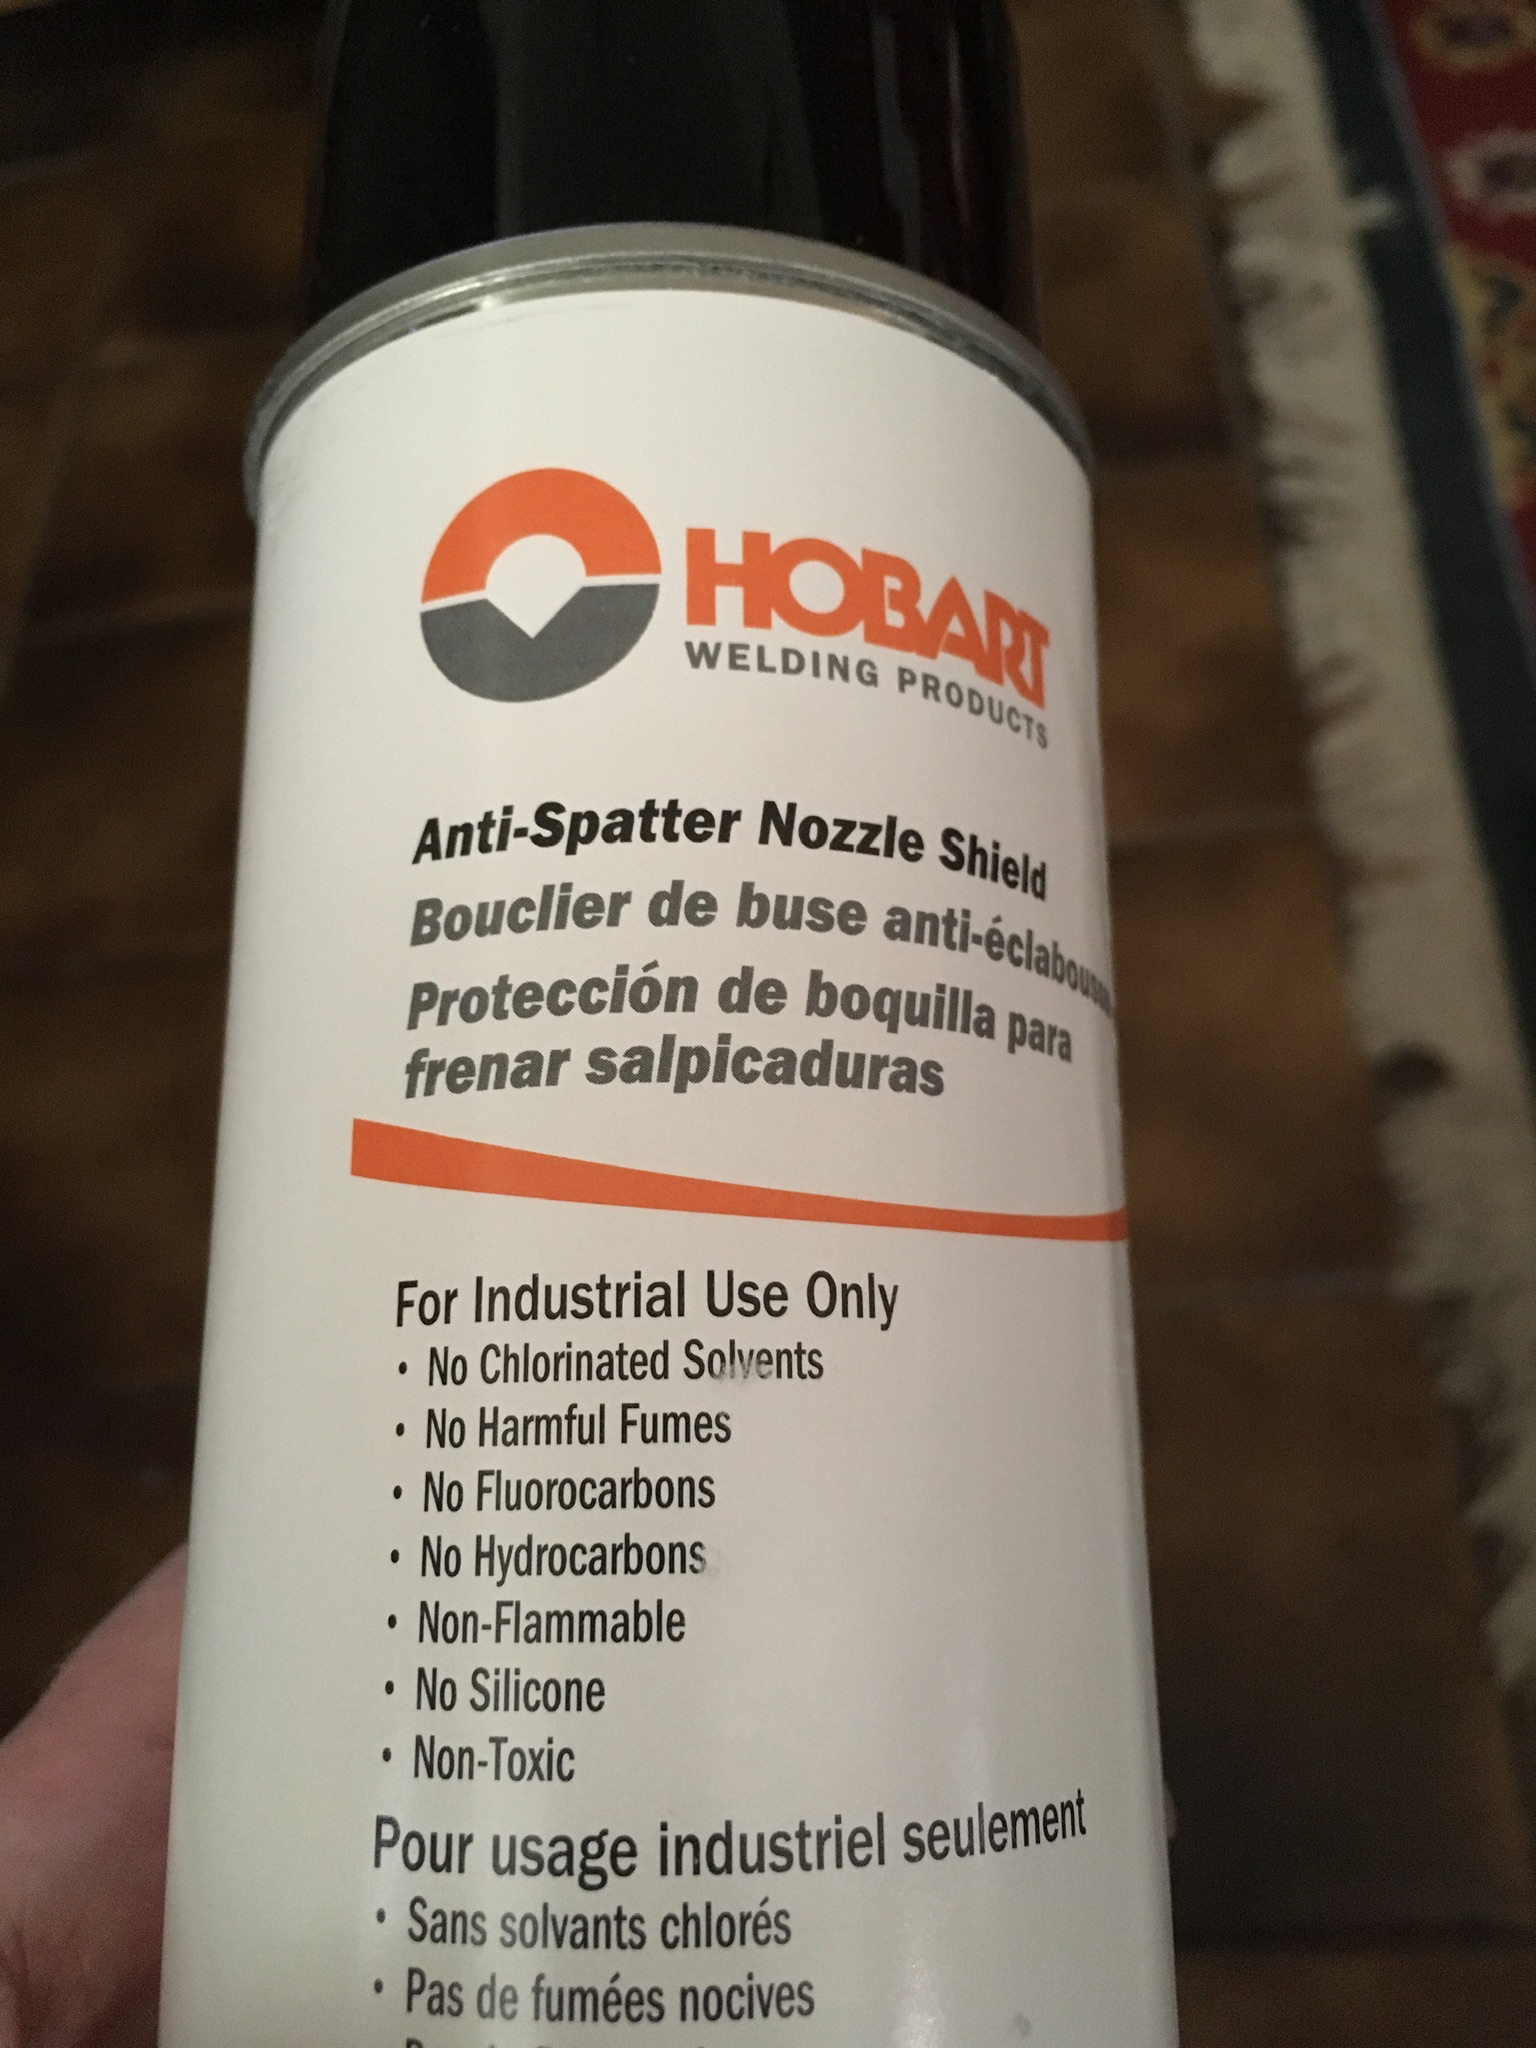 HOBART
WELDING PRODUCTS
Anti-Spatter Nozzle Shield
Bouclier de buse
Protección de boquilla para
frenar salpicaduras
For Industrial Use Only
• No Chlorinated Solvents
• No Harmful Fumes
• No Fluorocarbons
• No Hydrocarbons
• Non-Flammable
• No Silicone
• Non-Toxic
Pour usage industriel seulement
• Sans solvants chlorés
• Pas de fumées nocives